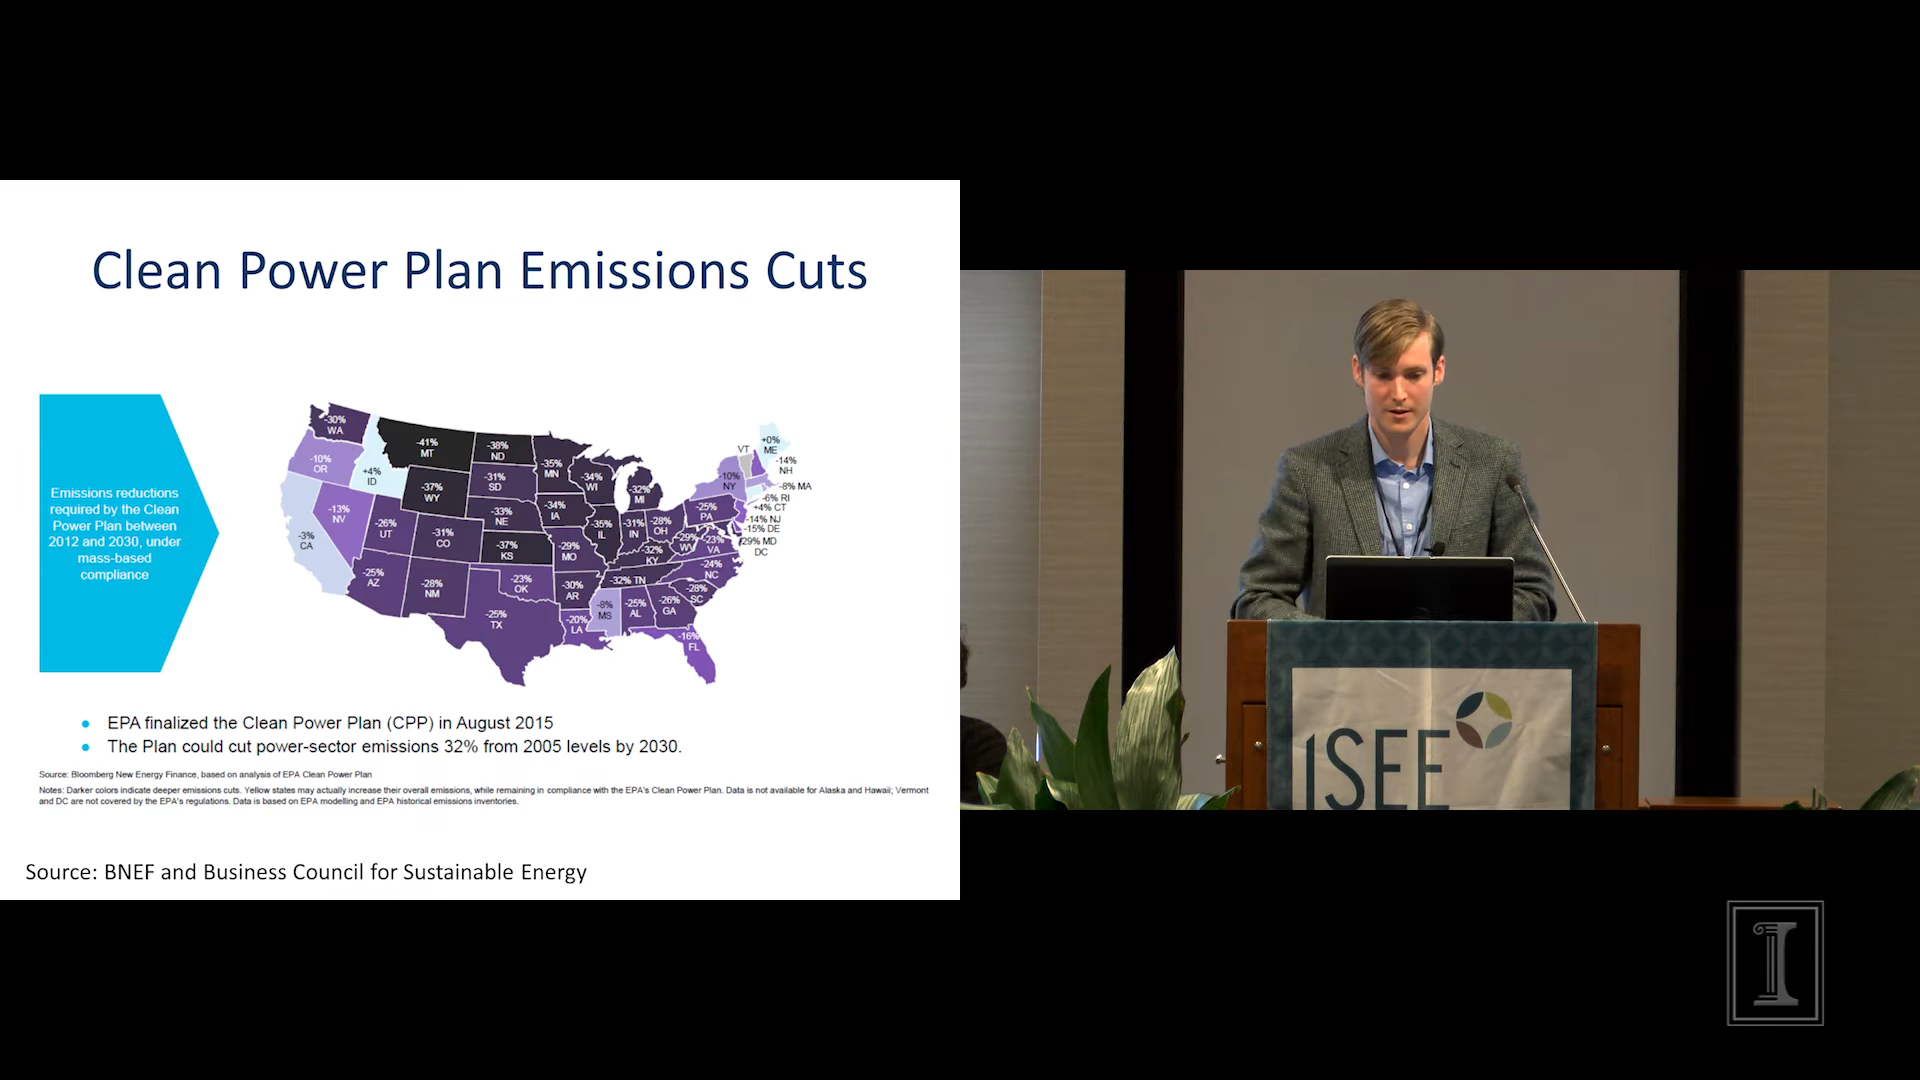 Clean Power Plan Emissions Cuts
Emissions reductions
required by the Clean
Power Plan between
2012 and 2030, under
mass-based
compliance
-30%
WA
-10%
OR
+4%
ID
-41%
MT
-38%
ND
-35%
MN
-34%
WI
-32%
MI
-37%
WY
-31%
SD
-33%
NE
-34%
IA
-3%
CA
-13%
NV
-26%
UT
-31%
CO
-37%
KS
-29%
MO
-35%
IL
-31%
IN
-28%
OH
-32%
KY
-29%
WV
-23%
VA
-25%
PA
-10%
NY
VT
+0%
ME
-14%
NH
-8% MA
-6% RI
+4% CT
-14% NJ
-15% DE
-29% MD
DC
-25%
AZ
-28%
NM
-23%
OK
-25%
TX
-30%
AR
-20%
LA
-8%
MS
-32% TN
-25%
AL
-26%
GA
-24%
NC
-28%
SC
-16%
FL
• EPA finalized the Clean Power Plan (CPP) in August 2015
• The Plan could cut power-sector emissions 32% from 2005 levels by 2030.
Source: Bloomberg New Energy Finance, based on analysis of EPA Clean Power Plan
Notes: Darker colors indicate deeper emissions cuts. Yellow states may actually increase their overall emissions, while remaining in compliance with the EPA's Clean Power Plan. Data is not available for Alaska and Hawaii; Vermont
and DC are not covered by the EPA's regulations. Data is based on EPA modelling and EPA historical emissions inventories.
Source: BNEF and Business Council for Sustainable Energy
ISEE
I